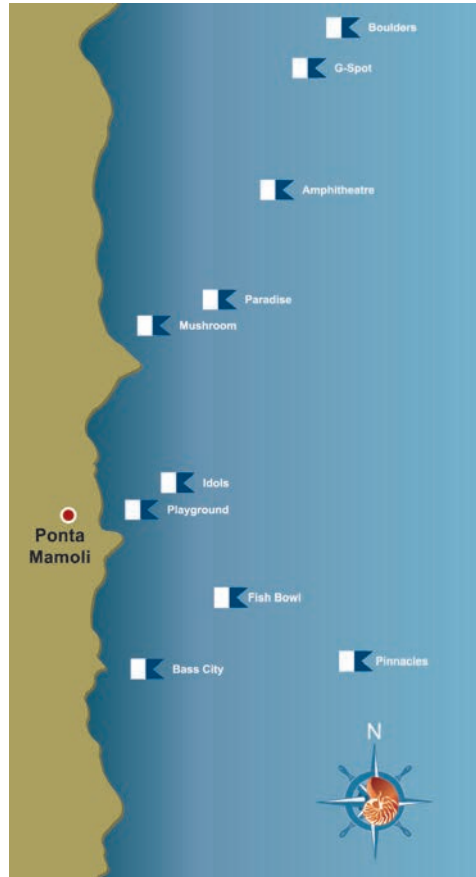 Boulders
G-Spot
Amphitheatre
Paradise
Mushroom
Idols
Playground
Ponta
Mamoli
Fish Bowl
Pinnacles
Bass City
N